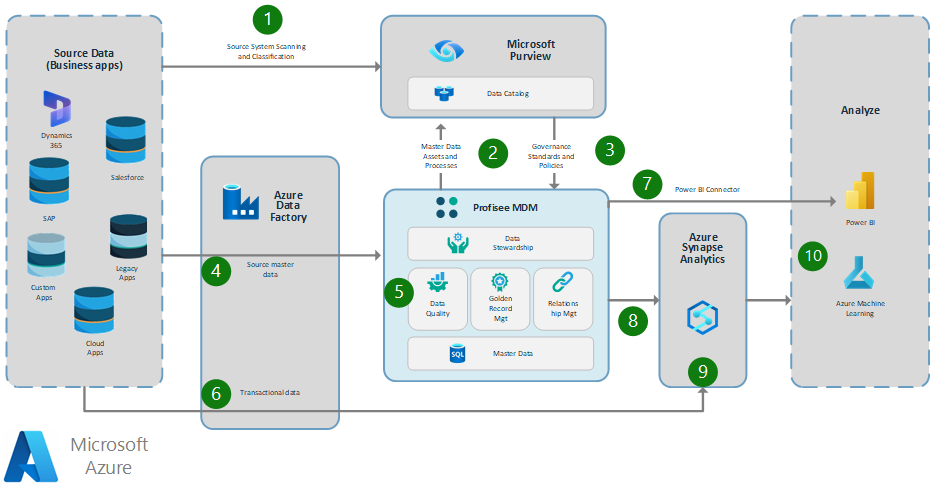 1
Source Data
(Business apps)
Source System Scanning
and Classification
Microsoft
Purview
Data Catalog
Analyze
Dynamics
365
Salesforce
SAP
Custom
Apps
Legacy
Apps
Cloud
Apps
Azure
Data
Factory
Master Data
Assets and
Processes
2
Governance
Standards and
Policies
3
7
Power BI Connector
Profisee MDM
Data
Stewardship
4
Source master
data
5
Data
Quality
Golden
Record
Mgt
Relations
hip Mgt
Master Data
SQL
8
Azure
Synapse
Analytics
9
Power BI
10
Azure Machine
Learning
6
Transactional data
Microsoft
Azure